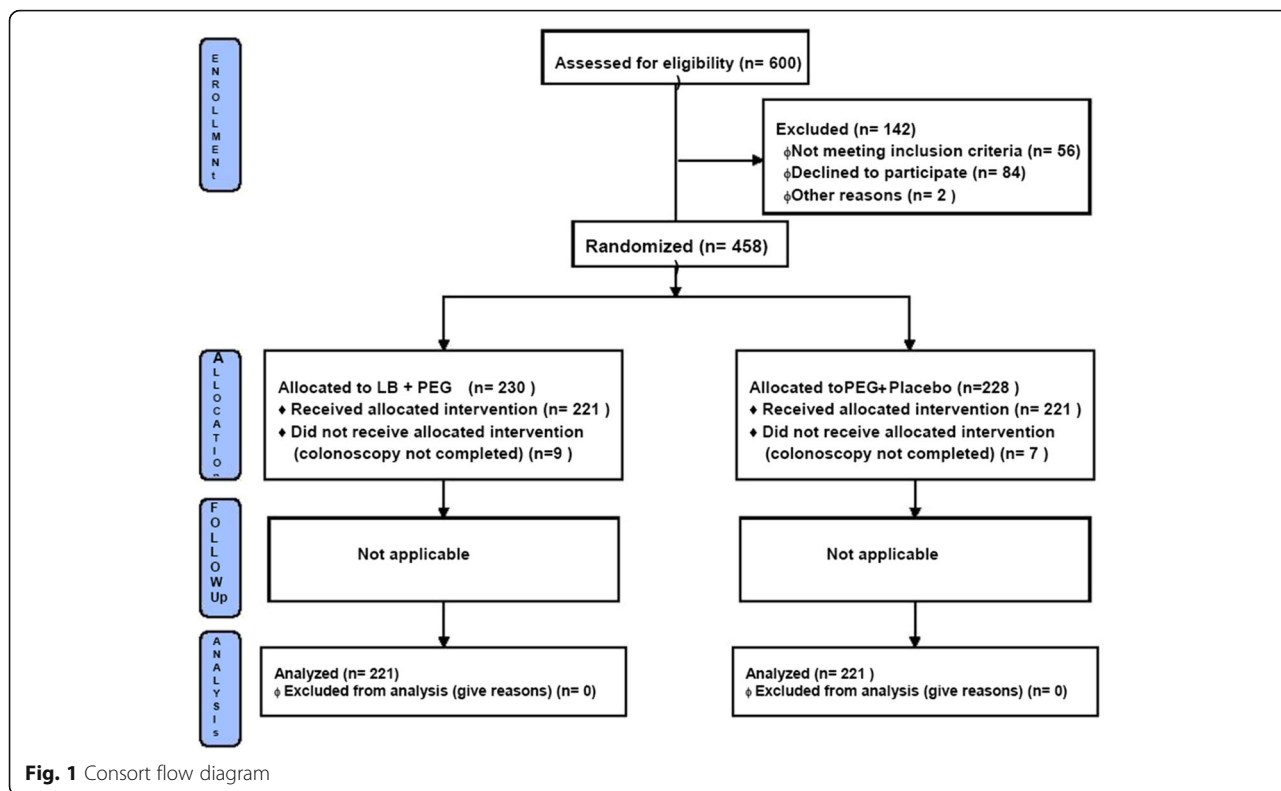 ENROLLMENt
Assessed for eligibility (n= 600)
Excluded (n= 142)
ϕNot meeting inclusion criteria (n= 56)
ϕDeclined to participate (n= 84)
ϕOther reasons (n= 2 )
Randomized (n= 458)
Allocated to LB + PEG (n= 230 )
♦ Received allocated intervention (n= 221 )
♦ Did not receive allocated intervention
(colonoscopy not completed) (n=9 )
Allocated toPEG+Placebo (n=228 )
♦ Received allocated intervention (n= 221 )
♦ Did not receive allocated intervention
(colonoscopy not completed) (n= 7 )
FOLLOWUp
Not applicable
Not applicable
ANALYSIs
Analyzed (n= 221)
ϕ Excluded from analysis (give reasons) (n= 0)
Analyzed (n= 221 )
ϕ Excluded from analysis (give reasons) (n= 0)
Fig. 1 Consort flow diagram